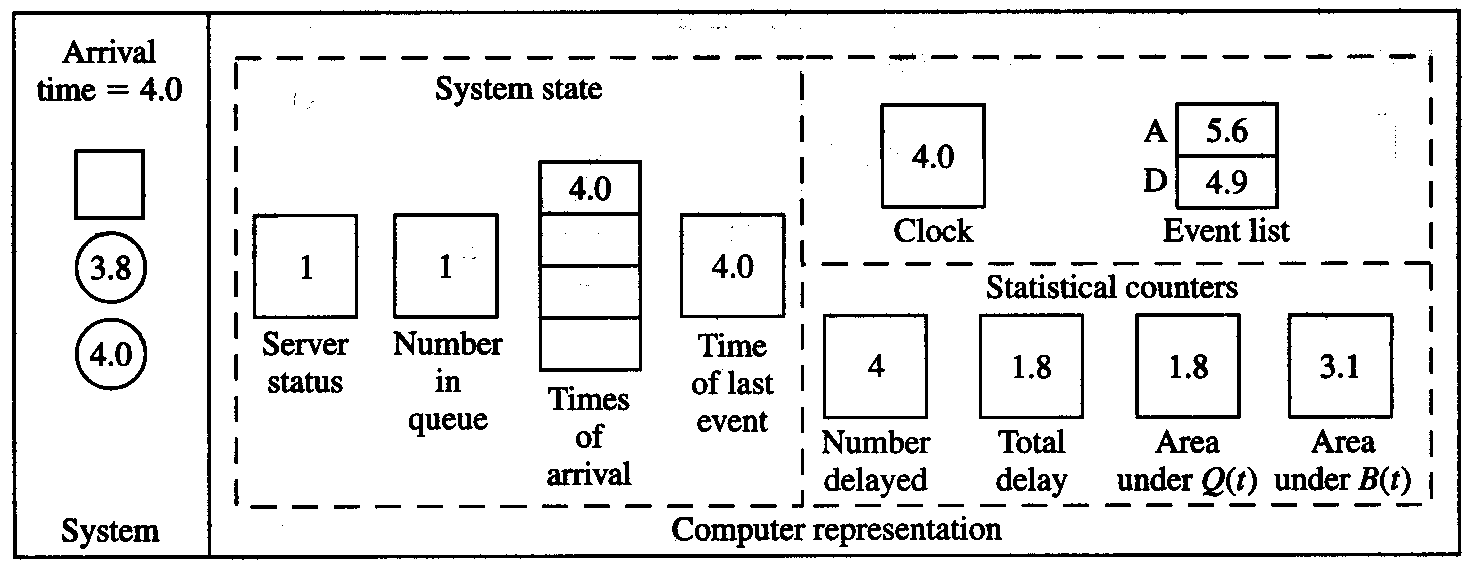 Arrival
time = 4.0
3.8
4.0
System
System state
1
Server
status
1
Number
in
queue
4.0
Times
of
arrival
4.0
Time
of last
event
4.0
Clock
A 5.6
D 4.9
Event list
Statistical counters
4
Number
delayed
1.8
Total
delay
1.8
Area
under Q(t)
3.1
Area
under B(t)
Computer representation